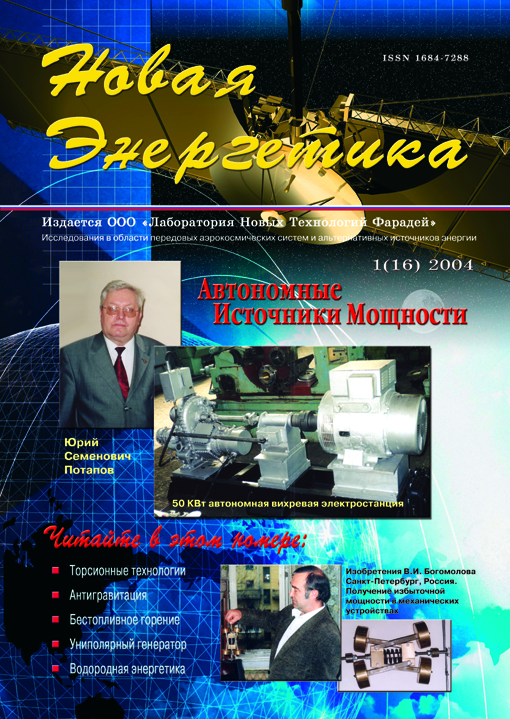 ISSN 1684-7288
Новая
Энергетика
Издается ООО «Лаборатория Новых Технологий Фарадей»
Исследования в области передовых аэрокосмических систем и альтернативных источников энергии
1(16) 2004
Автономные
Источники Мощности
Юрий
Семенович
Потапов
50 КВт автономная вихревая электростанция
Читайте в этом номере:
Торсионные технологии
Антигравитация
Бестопливное горение
Униполярный генератор
Водородная энергетика
Изобретения В.И. Богомолова
Санкт-Петербург, Россия.
Получение избыточной
мощности в механических
устройствах